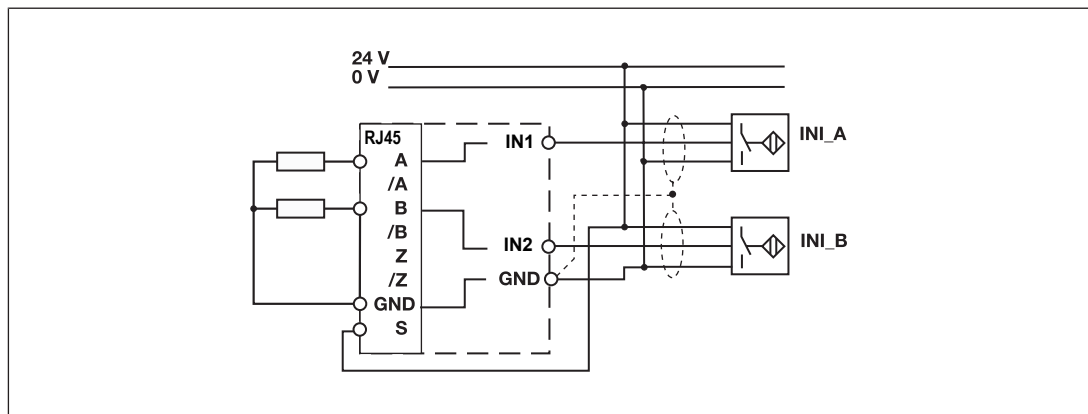 24 V
0 V
RJ45
A
/A
B
/B
Z
/Z
GND
S
IN1
IN2
GND
INI_A
INI_B